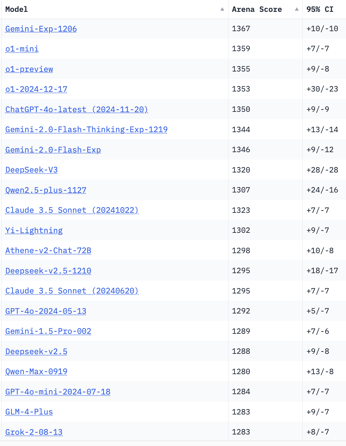 Model Arena Score 95% CI
Gemini-Exp-1206 1367 +10/-10
o1-mini 1359 +7/-7
o1-preview 1355 +9/-8
o1-2024-12-17 1353 +30/-23
ChatGPT-4o-latest (2024-11-20) 1350 +9/-9
Gemini-2.0-Flash-Thinking-Exp-1219 1344 +13/-14
Gemini-2.0-Flash-Exp 1346 +9/-12
DeepSeek-V3 1320 +28/-28
Qwen2.5-plus-1127 1307 +24/-16
Claude 3.5 Sonnet (20241022) 1323 +7/-7
Yi-Lightning 1302 +9/-7
Athene-v2-Chat-72B 1298 +10/-8
Deepseek-v2.5-1210 1295 +18/-17
Claude 3.5 Sonnet (20240620) 1295 +7/-7
GPT-4o-2024-05-13 1292 +5/-7
Gemini-1.5-Pro-002 1289 +7/-6
Deepseek-v2.5 1288 +9/-8
Qwen-Max-0919 1280 +13/-8
GPT-4o-mini-2024-07-18 1284 +7/-7
GLM-4-Plus 1283 +9/-7
Grok-2-08-13 1283 +8/-7